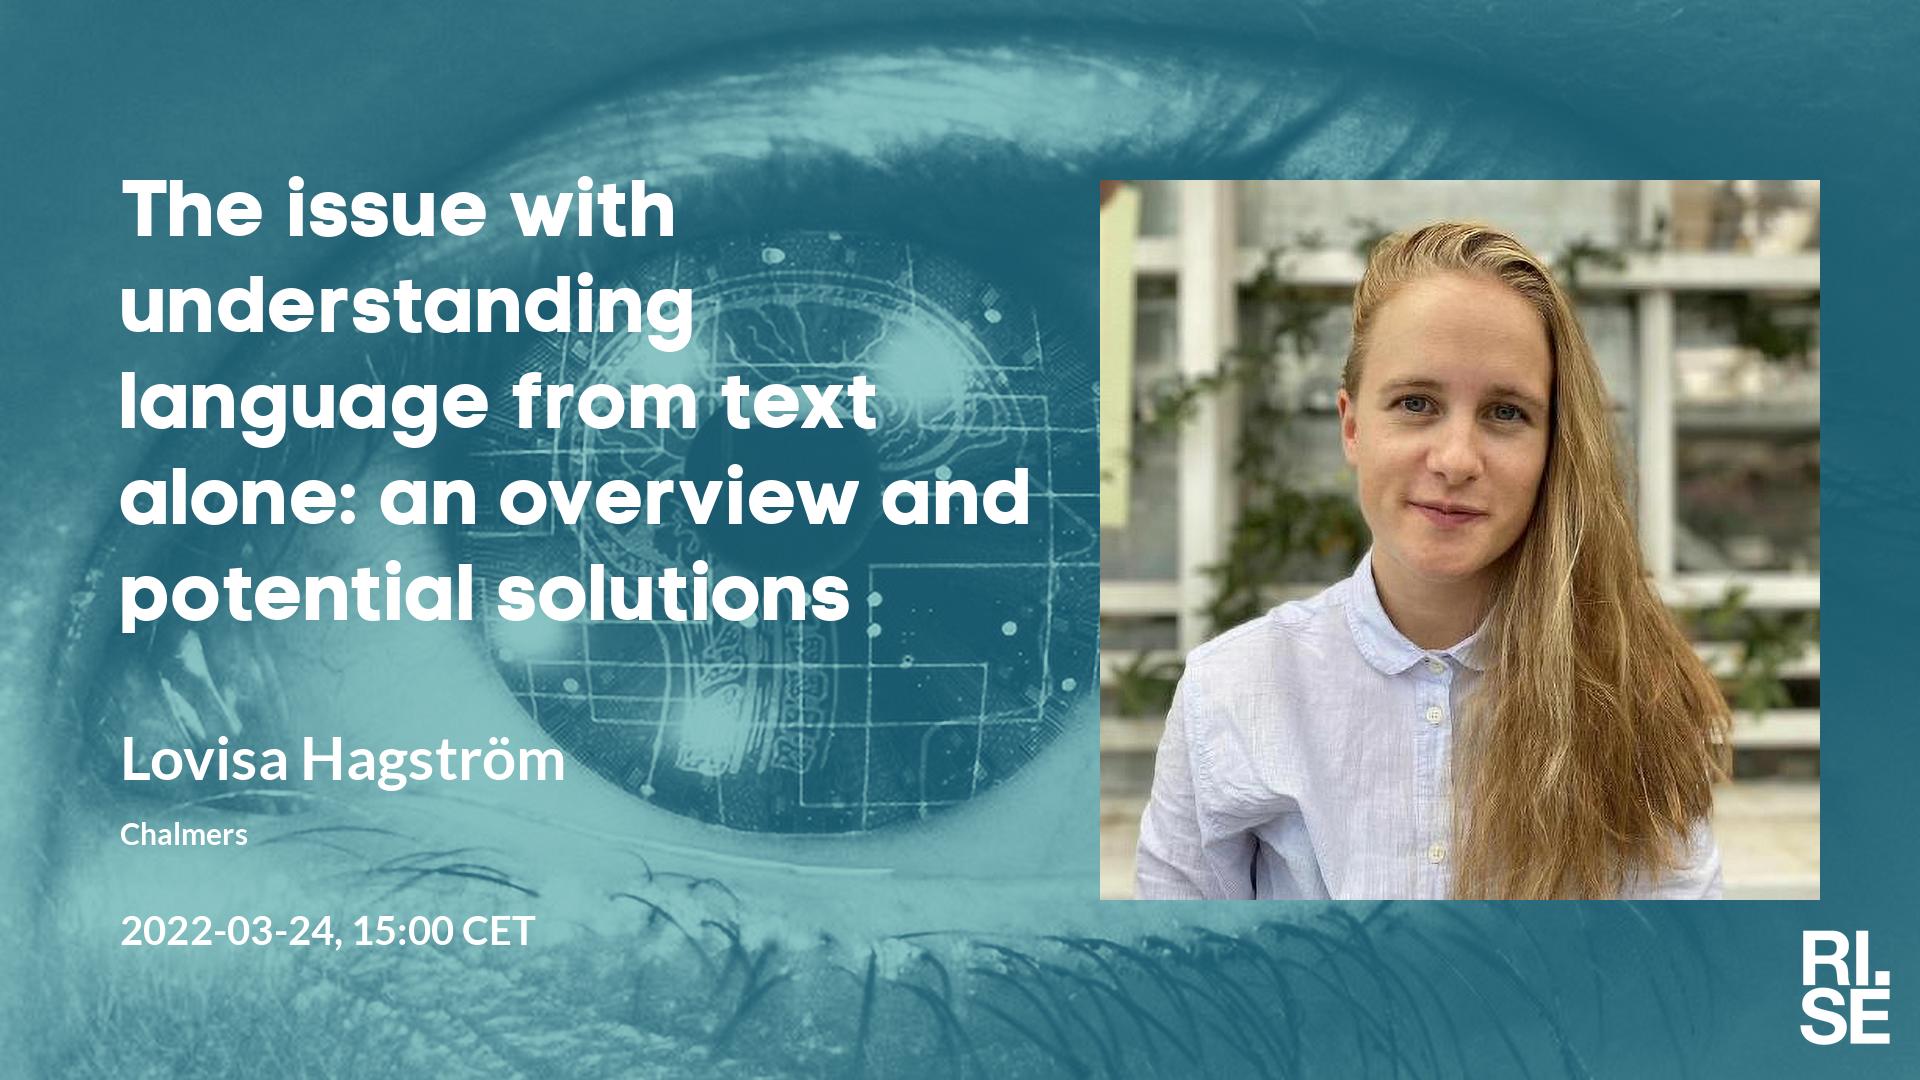 The issue with
understanding
language from text
alone: an overview and
potential solutions
Lovisa Hagström
Chalmers
2022-03-24, 15:00 CET
RI.
SE